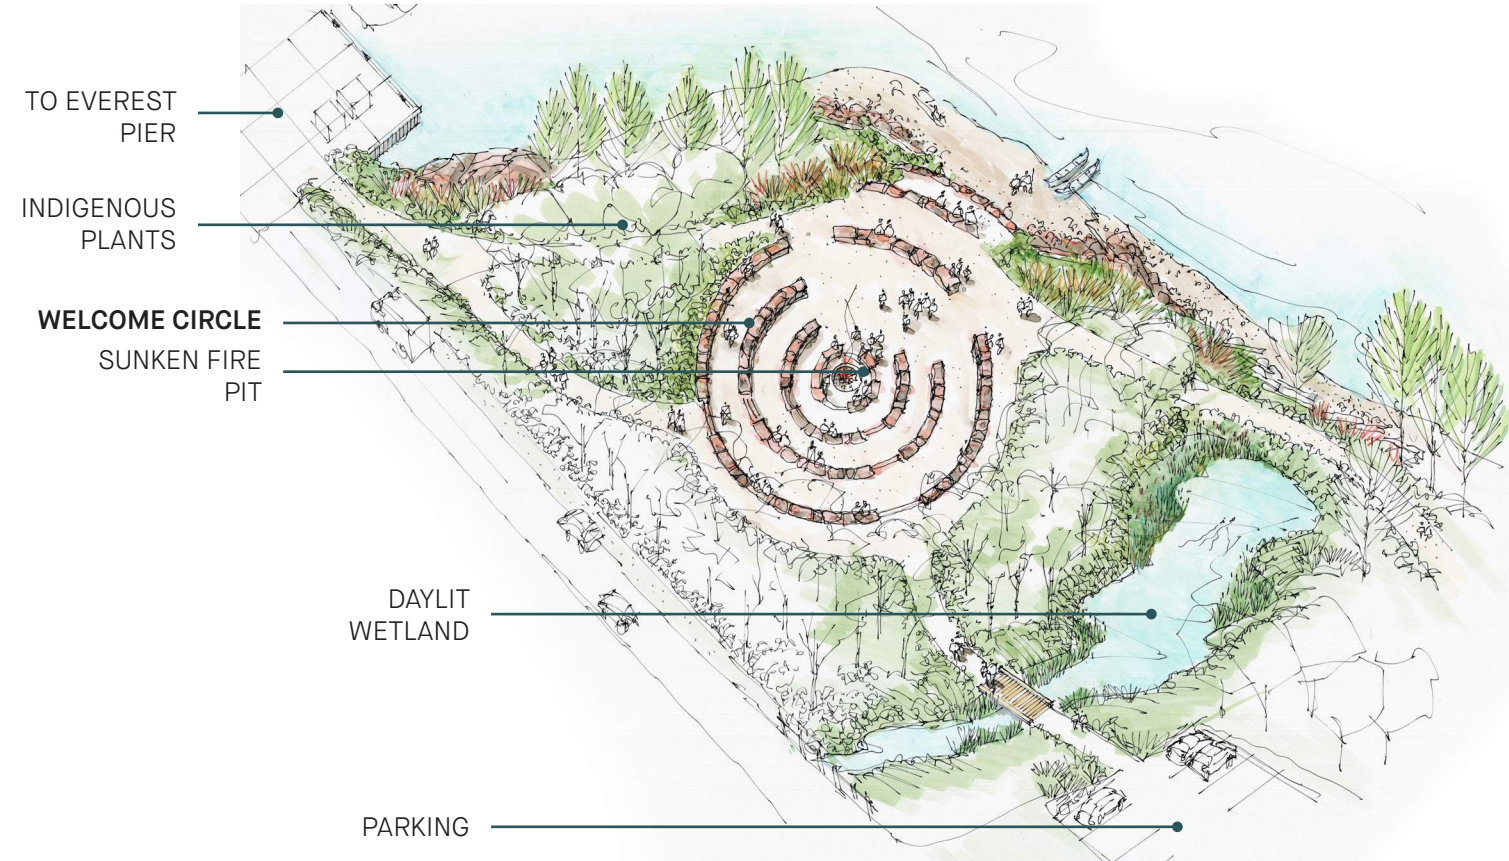 TO EVEREST
PIER
INDIGENOUS
PLANTS
WELCOME CIRCLE
SUNKEN FIRE
PIT
DAYLIT
WETLAND
PARKING